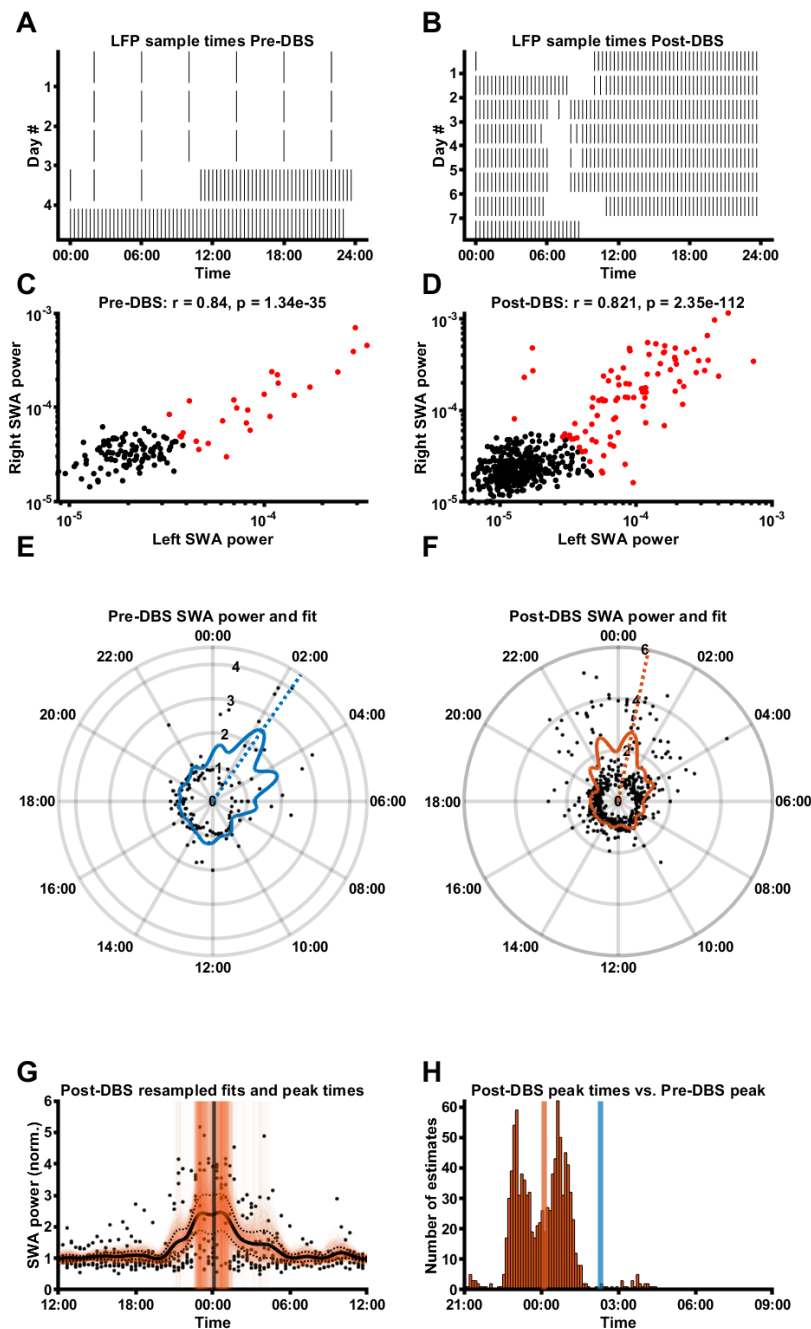 A
LFP sample times Pre-DBS
Day #
1
2
3
4
00:00 06:00 12:00 18:00 24:00
Time
B
LFP sample times Post-DBS
Day #
1
2
3
4
5
6
7
00:00 06:00 12:00 18:00 24:00
Time
C
Pre-DBS: r = 0.84, p = 1.34e-35
Right SWA power
10^-3
10^-4
10^-5
10^-5 10^-4
Left SWA power
D
Post-DBS: r = 0.821, p = 2.35e-112
Right SWA power
10^-3
10^-4
10^-5
10^-5 10^-4 10^-3
Left SWA power
E
Pre-DBS SWA power and fit
00:00
22:00 02:00
20:00 04:00
18:00 06:00
16:00 08:00
14:00 10:00
12:00
4
3
2
1
0
F
Post-DBS SWA power and fit
00:00
22:00 02:00
20:00 04:00
18:00 06:00
16:00 08:00
14:00 10:00
12:00
6
4
2
0
G
Post-DBS resampled fits and peak times
SWA power (norm.)
6
5
4
3
2
1
0
12:00 18:00 00:00 06:00 12:00
Time
H
Post-DBS peak times vs. Pre-DBS peak
Number of estimates
60
50
40
30
20
10
0
21:00 00:00 03:00 06:00 09:00
Time